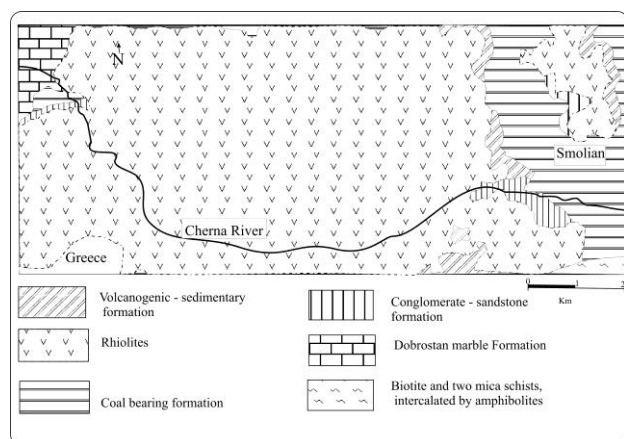 N
Smolian
Cherna River
Greece
0 1 2
Km
Volcanogenic - sedimentary
formation
Rhiolites
Coal bearing formation
Conglomerate - sandstone
formation
Dobrostan marble Formation
Biotite and two mica schists,
intercalated by amphibolites